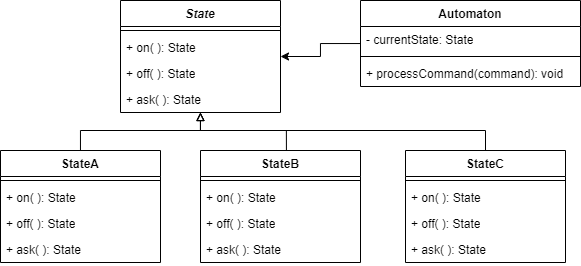 State
+ on( ): State
+ off( ): State
+ ask( ): State
Automaton
- currentState: State
+ processCommand(command): void
StateA
+ on( ): State
+ off( ): State
+ ask( ): State
StateB
+ on( ): State
+ off( ): State
+ ask( ): State
StateC
+ on( ): State
+ off( ): State
+ ask( ): State